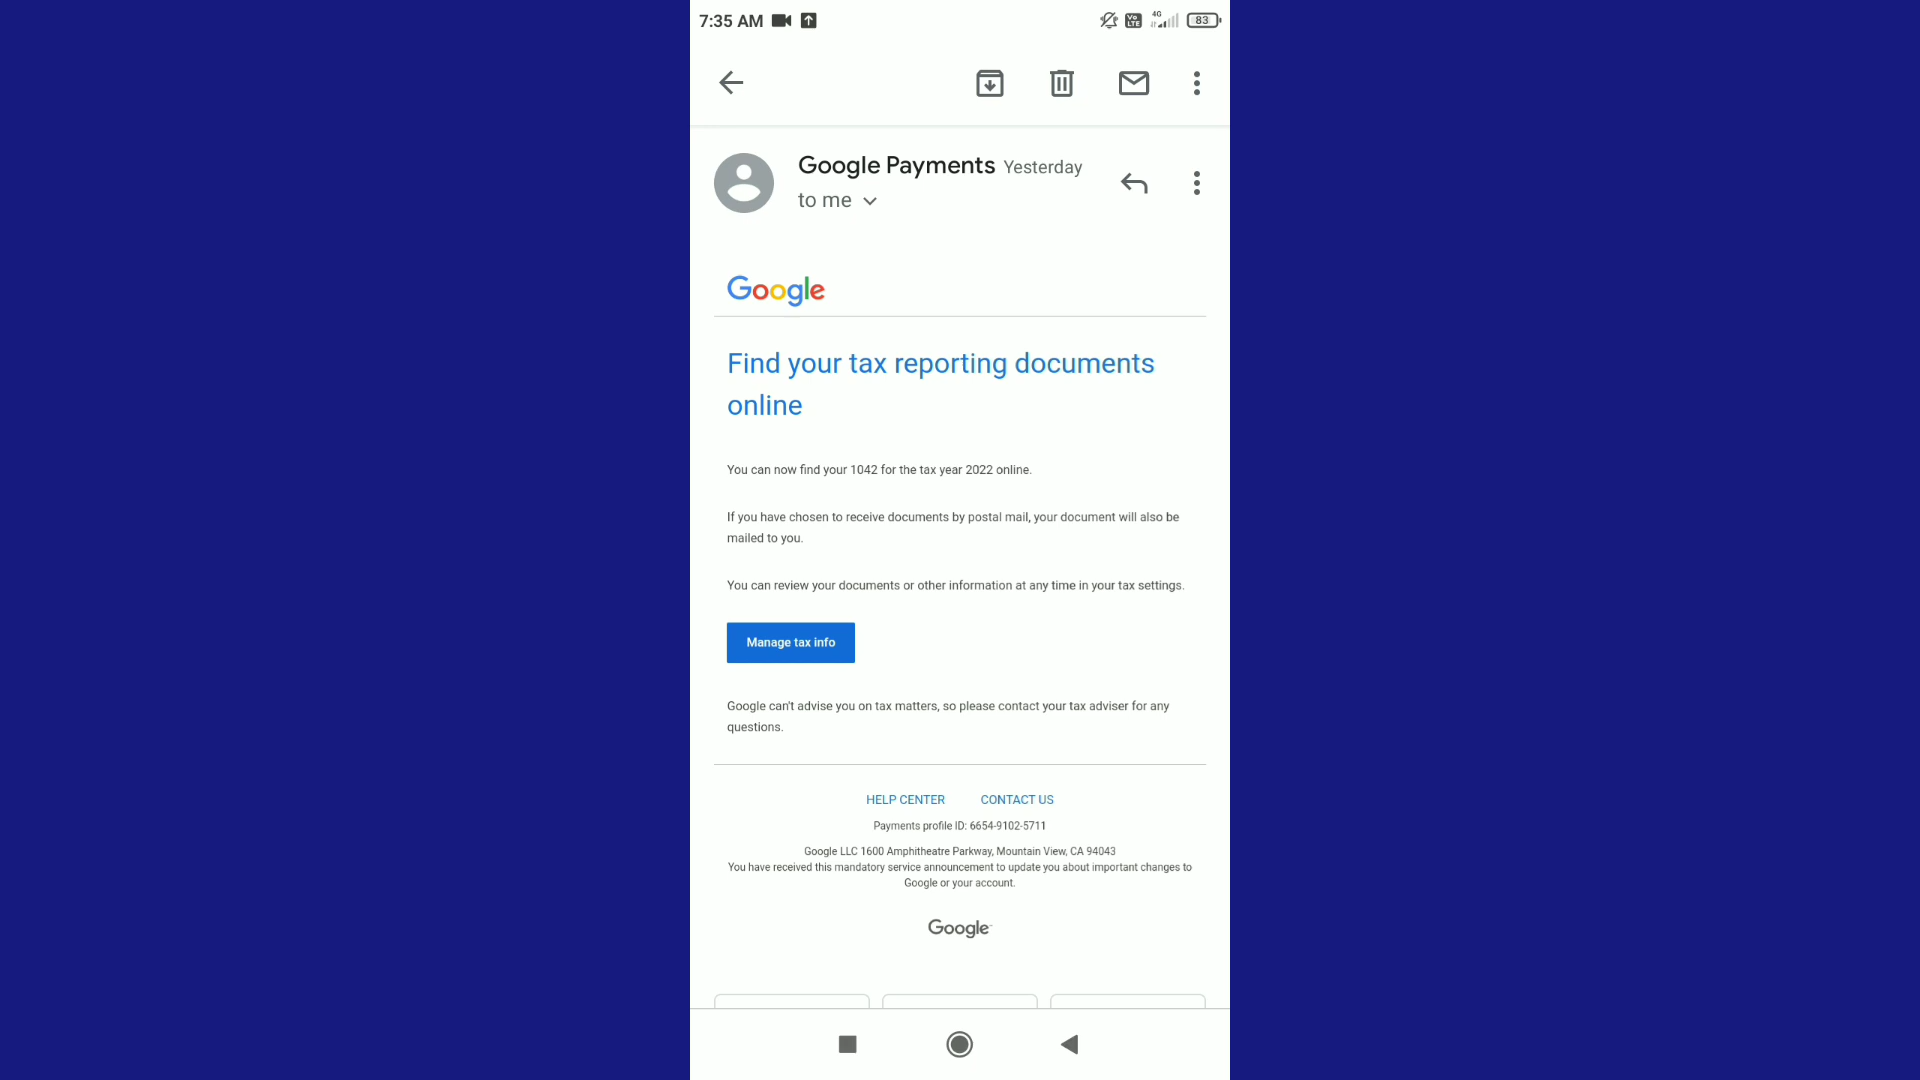 7:35 AM
Vo LTE
4G
83
Google Payments Yesterday
to me
Google
Find your tax reporting documents
online
You can now find your 1042 for the tax year 2022 online.
If you have chosen to receive documents by postal mail, your document will also be
mailed to you.
You can review your documents or other information at any time in your tax settings.
Manage tax info
Google can't advise you on tax matters, so please contact your tax adviser for any
questions.
HELP CENTER CONTACT US
Payments profile ID: 6654-9102-5711
Google LLC 1600 Amphitheatre Parkway, Mountain View, CA 94043
You have received this mandatory service announcement to update you about important changes to
Google or your account.
Google